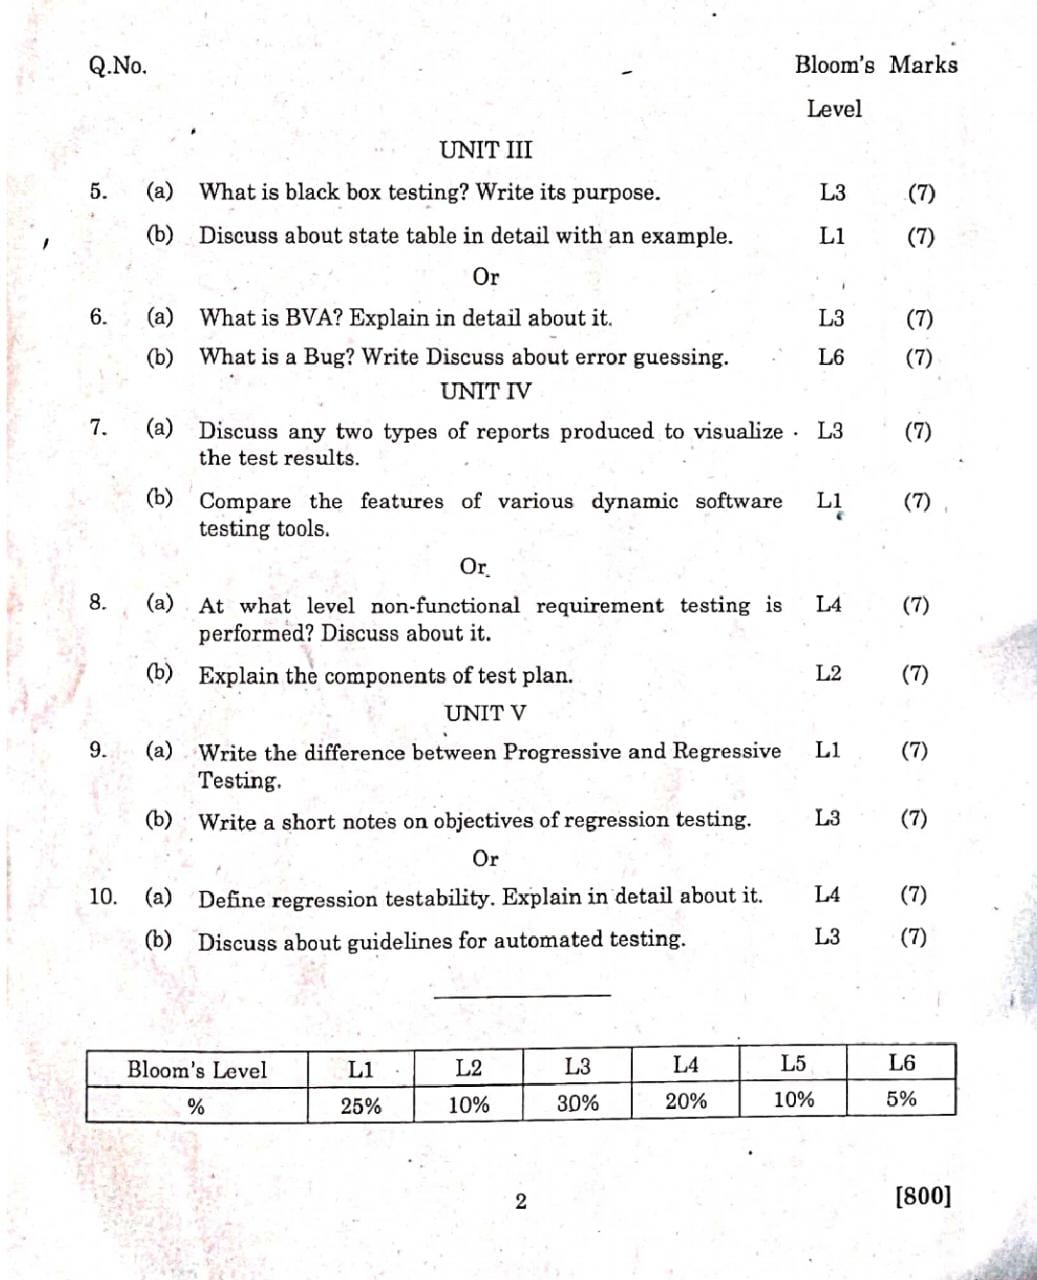 Q.No. Bloom's Marks
Level
UNIT III
5. (a) What is black box testing? Write its purpose. L3 (7)
(b) Discuss about state table in detail with an example. L1 (7)
Or
6. (a) What is BVA? Explain in detail about it. L3 (7)
(b) What is a Bug? Write Discuss about error guessing. L6 (7)
UNIT IV
7. (a) Discuss any two types of reports produced to visualize L3 (7)
the test results.
(b) Compare the features of various dynamic software L1 (7)
testing tools.
Or
8. (a) At what level non-functional requirement testing is L4 (7)
performed? Discuss about it.
(b) Explain the components of test plan. L2 (7)
UNIT V
9. (a) Write the difference between Progressive and Regressive L1 (7)
Testing.
(b) Write a short notes on objectives of regression testing. L3 (7)
Or
10. (a) Define regression testability. Explain in detail about it. L4 (7)
(b) Discuss about guidelines for automated testing. L3 (7)
Bloom's Level L1 L2 L3 L4 L5 L6
% 25% 10% 30% 20% 10% 5%
2 [800]